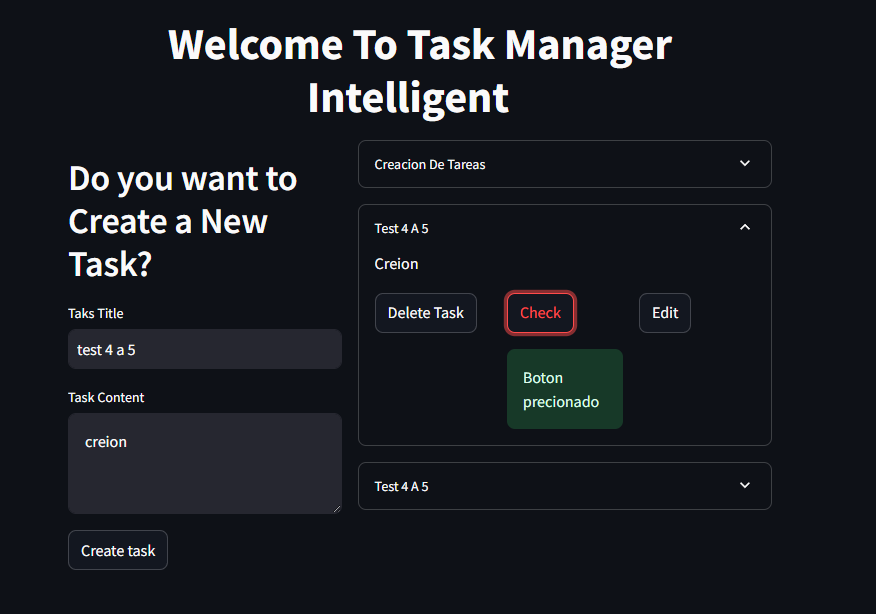 Welcome To Task Manager
Intelligent
Do you want to
Create a New
Task?
Taks Title
test 4 a 5
Task Content
creion
Create task
Creacion De Tareas
Test 4 A 5
Creion
Delete Task
Check
Edit
Boton
precionado
Test 4 A 5